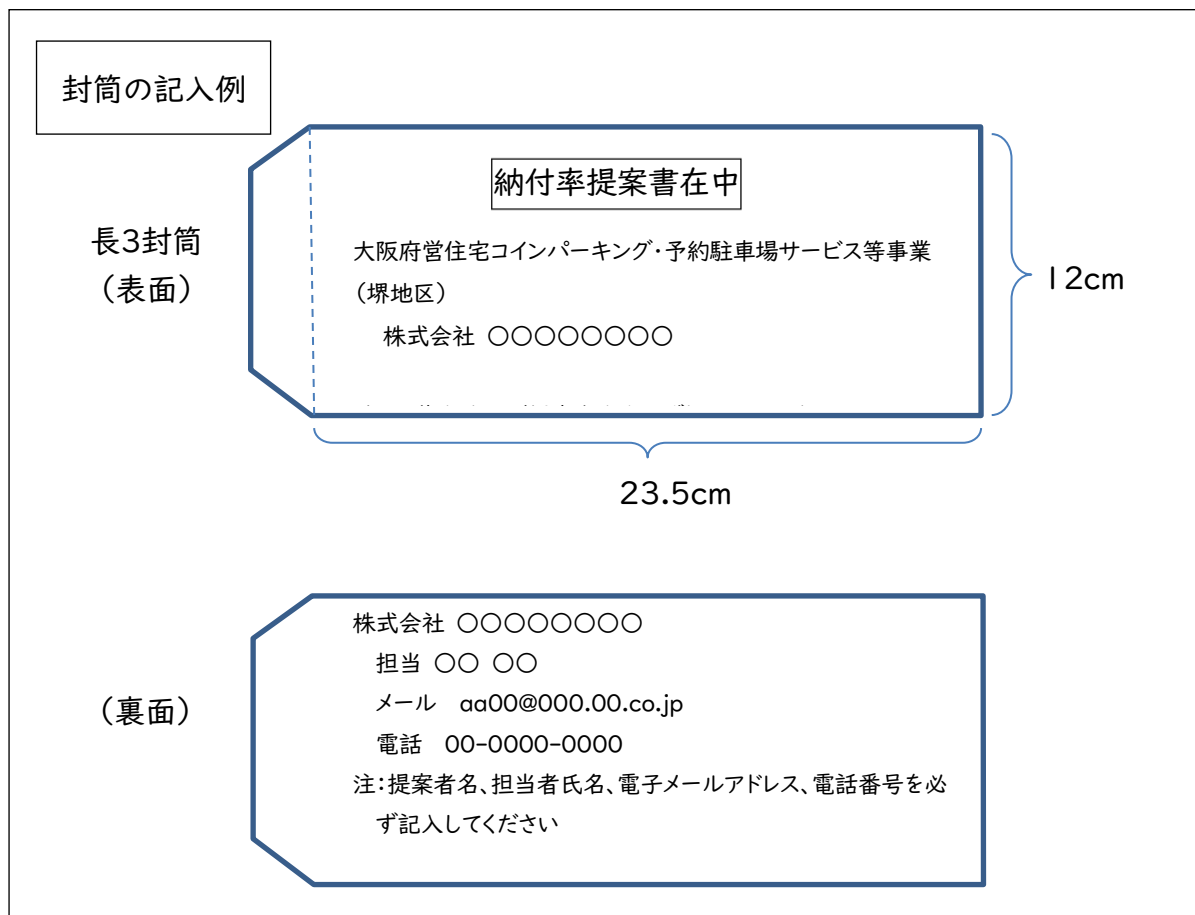 封筒の記入例
納付率提案書在中
長3封筒
（表面）
大阪府営住宅コインパーキング・予約駐車場サービス等事業
（堺地区）
株式会社 ○○○○○○○○
12cm
23.5cm
（裏面）
株式会社 ○○○○○○○○
担当 ○○ ○○
メール　aa00@000.00.co.jp
電話　00-0000-0000
注：提案者名、担当者氏名、電子メールアドレス、電話番号を必
ず記入してください